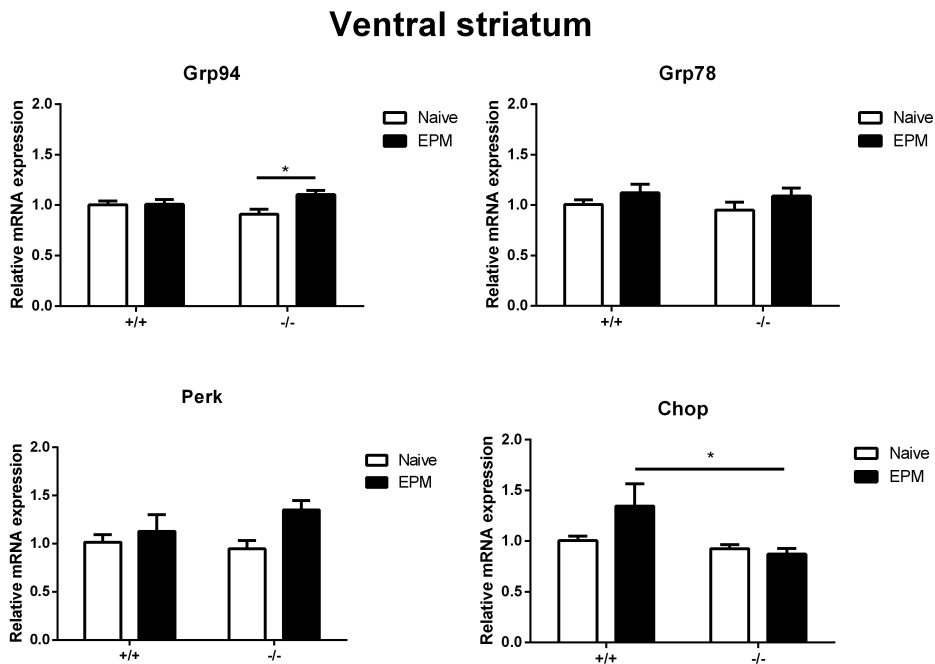 Ventral striatum
Grp94
Relative mRNA expression
2.0
1.5
1.0
0.5
0.0
+/+
-/-
*
Naive
EPM
Grp78
Relative mRNA expression
2.0
1.5
1.0
0.5
0.0
+/+
-/-
Naive
EPM
Perk
Relative mRNA expression
2.0
1.5
1.0
0.5
0.0
+/+
-/-
Naive
EPM
Chop
Relative mRNA expression
2.0
1.5
1.0
0.5
0.0
+/+
-/-
*
Naive
EPM